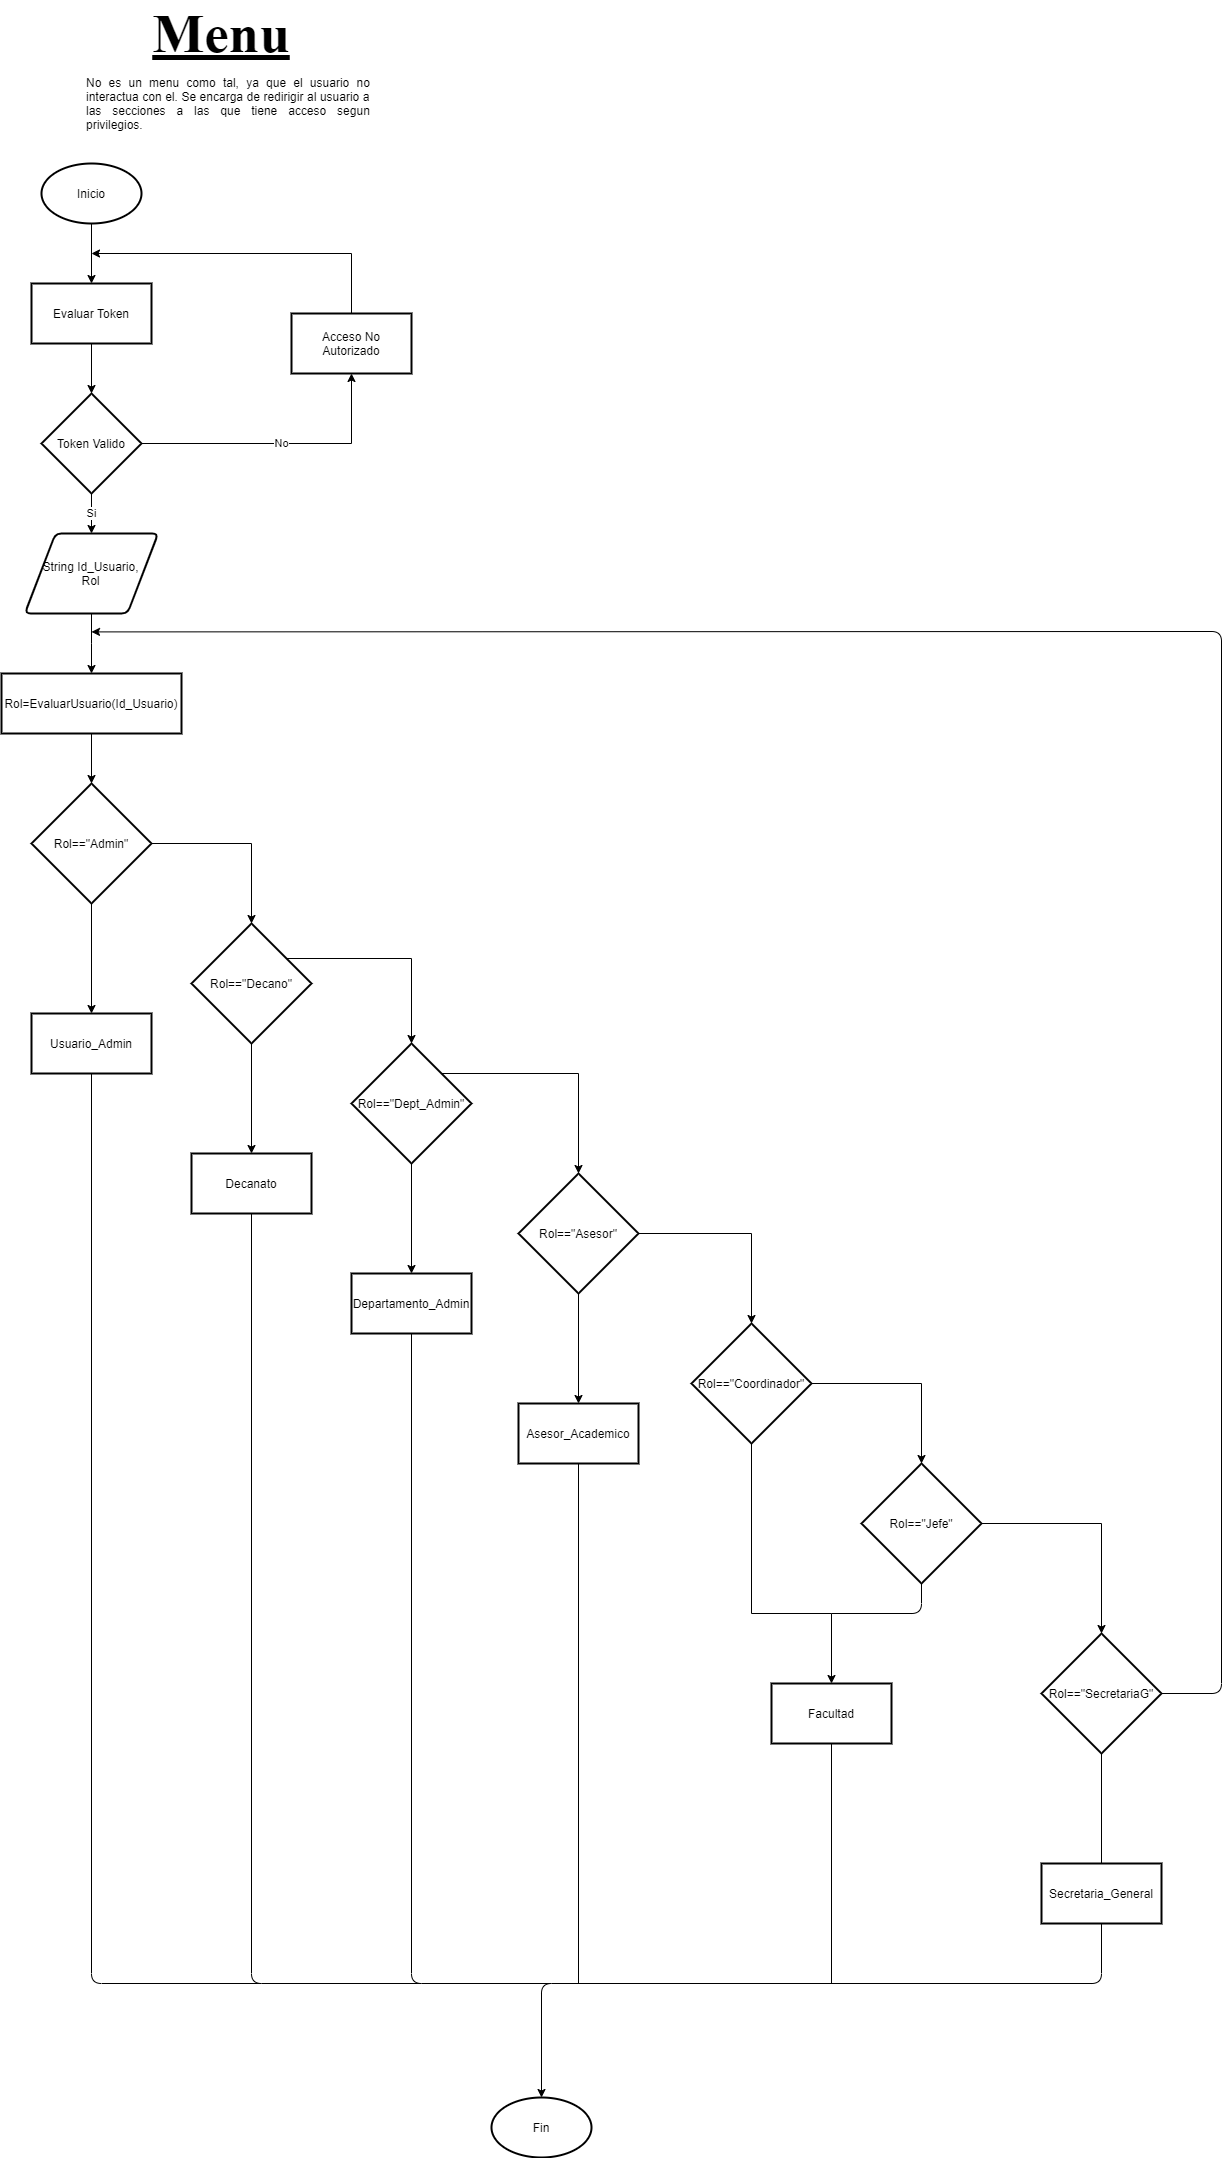 Menu
No es un menu como tal, ya que el usuario no
interactua con el. Se encarga de redirigir al usuario a
las secciones a las que tiene acceso segun
privilegios.
Inicio
Evaluar Token
Acceso No
Autorizado
Token Valido
No
Si
String Id_Usuario,
Rol
Rol=EvaluarUsuario(Id_Usuario)
Rol=="Admin"
Rol=="Decano"
Usuario_Admin
Rol=="Dept_Admin"
Decanato
Rol=="Asesor"
Departamento_Admin
Rol=="Coordinador"
Asesor_Academico
Rol=="Jefe"
Rol=="SecretariaG"
Facultad
Secretaria_General
Fin